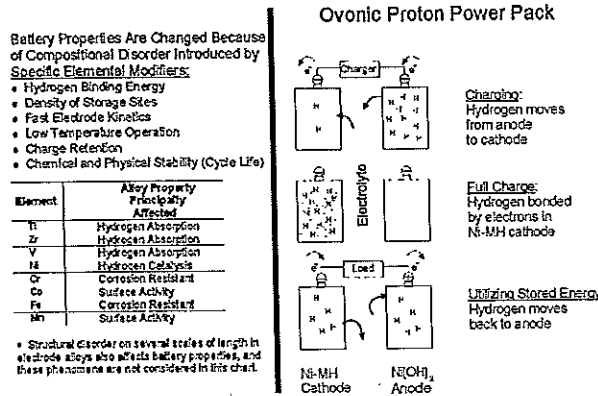 Battery Properties Are Changed Because
of Compositional Disorder Introduced by
Specific Elemental Modifiers:
• Hydrogen Binding Energy
• Density of Storage Sites
• Fast Electrode Kinetics
• Low Temperature Operation
• Charge Retention
• Chemical and Physical Stability (Cycle Life)
Element Alloy Property
Principally
Affected
Ti Hydrogen Absorption
Zr Hydrogen Absorption
V Hydrogen Absorption
Ni Hydrogen Catalysis
Cr Corrosion Resistant
Co Surface Activity
Fe Corrosion Resistant
Mn Surface Activity
• Structural disorder on several scales of length in
electrode alloys also affects battery properties, and
these phenomena are not considered in this chart.
Ovonic Proton Power Pack
Charger
Charging:
Hydrogen moves
from anode
to cathode
Electrolyte
Full Charge:
Hydrogen bonded
by electrons in
Ni-MH cathode
Load
Utilizing Stored Energy
Hydrogen moves
back to anode
Ni-MH
Cathode
Ni[OH]2
Anode